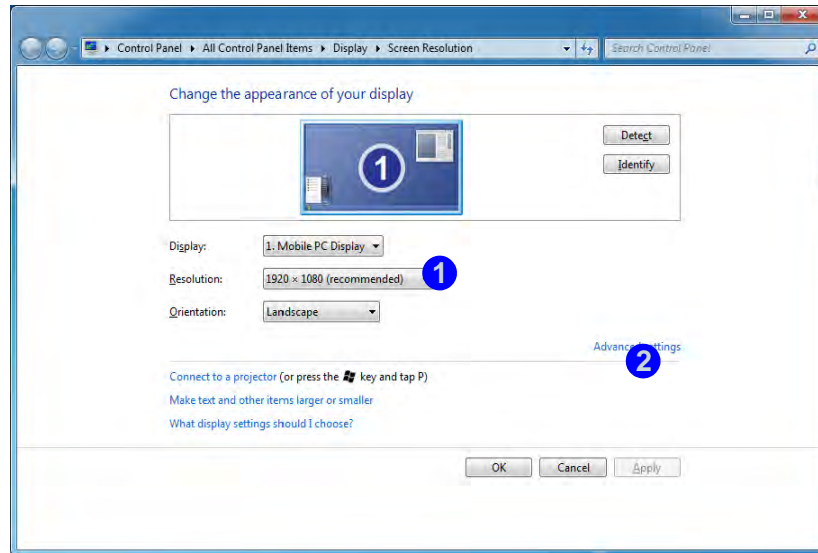 Control Panel ▸ All Control Panel Items ▸ Display ▸ Screen Resolution
Search Control Panel
Change the appearance of your display
1
Detect
Identify
Display: 1. Mobile PC Display
Resolution: 1920 × 1080 (recommended) 1
Orientation: Landscape
Advanced settings
2
Connect to a projector (or press the key and tap P)
Make text and other items larger or smaller
What display settings should I choose?
OK Cancel Apply